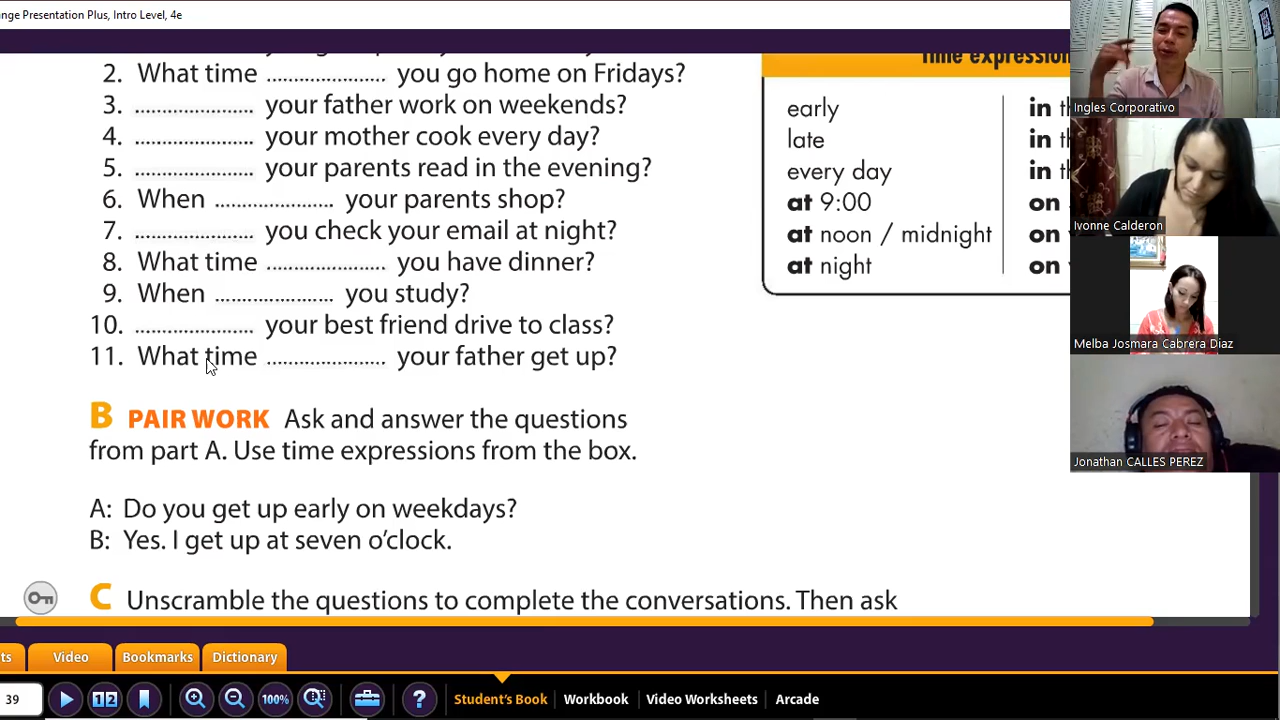 nge Presentation Plus, Intro Level, 4e
2. What time .................... you go home on Fridays?
3. .................... your father work on weekends?
4. .................... your mother cook every day?
5. .................... your parents read in the evening?
6. When .................... your parents shop?
7. .................... you check your email at night?
8. What time .................... you have dinner?
9. When .................... you study?
10. .................... your best friend drive to class?
11. What time .................... your father get up?
Time expression
early
late
every day
at 9:00
at noon / midnight
at night
in th
in th
in th
on
on
on
B PAIR WORK Ask and answer the questions
from part A. Use time expressions from the box.
A: Do you get up early on weekdays?
B: Yes. I get up at seven o’clock.
C Unscramble the questions to complete the conversations. Then ask
Ingles Corporativo
Ivonne Calderon
Melba Josmara Cabrera Diaz
Jonathan CALLES PEREZ
ts Video Bookmarks Dictionary
39 12 100% ? Student's Book Workbook Video Worksheets Arcade